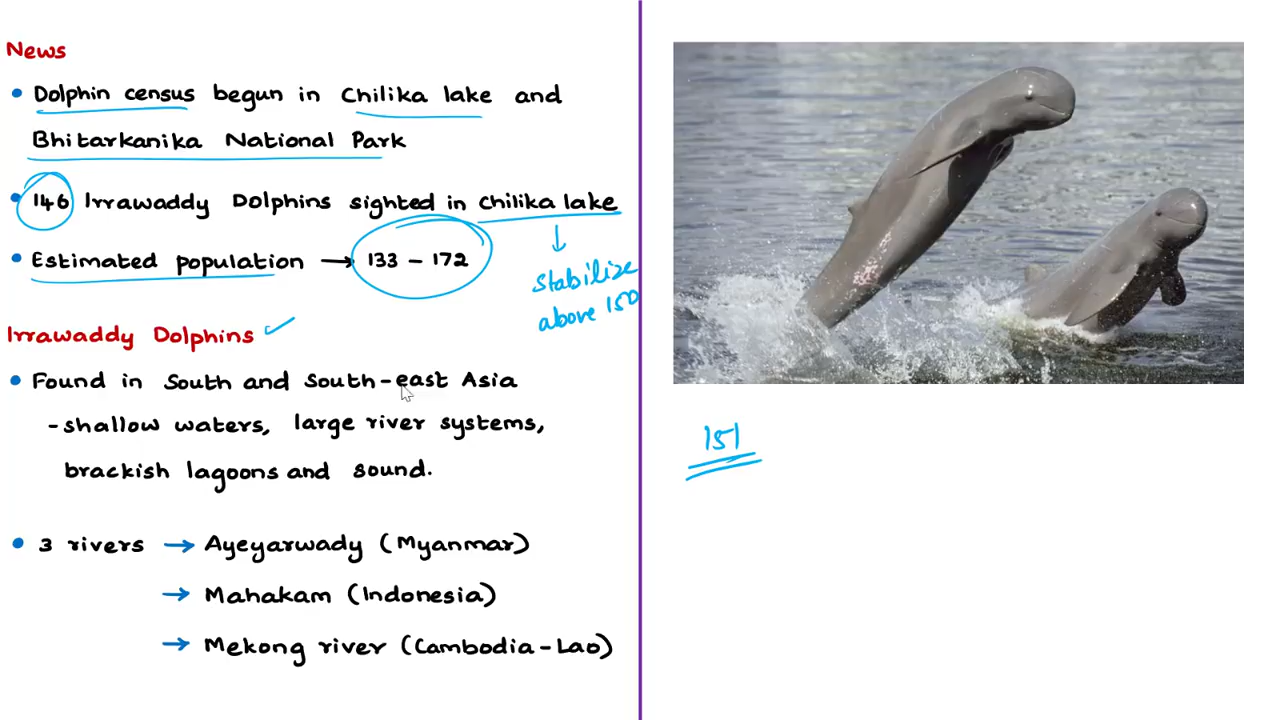 News
• Dolphin census begun in Chilika lake and
Bhitarkanika National Park
• 146 Irrawaddy Dolphins sighted in chilika lake
• Estimated population → 133 - 172
stabilize
above 150
Irrawaddy Dolphins
• Found in South and South-east Asia
- shallow waters, large river systems,
brackish lagoons and sound.
• 3 rivers → Ayeyarwady (Myanmar)
→ Mahakam (Indonesia)
→ Mekong river (Cambodia-Lao)
151